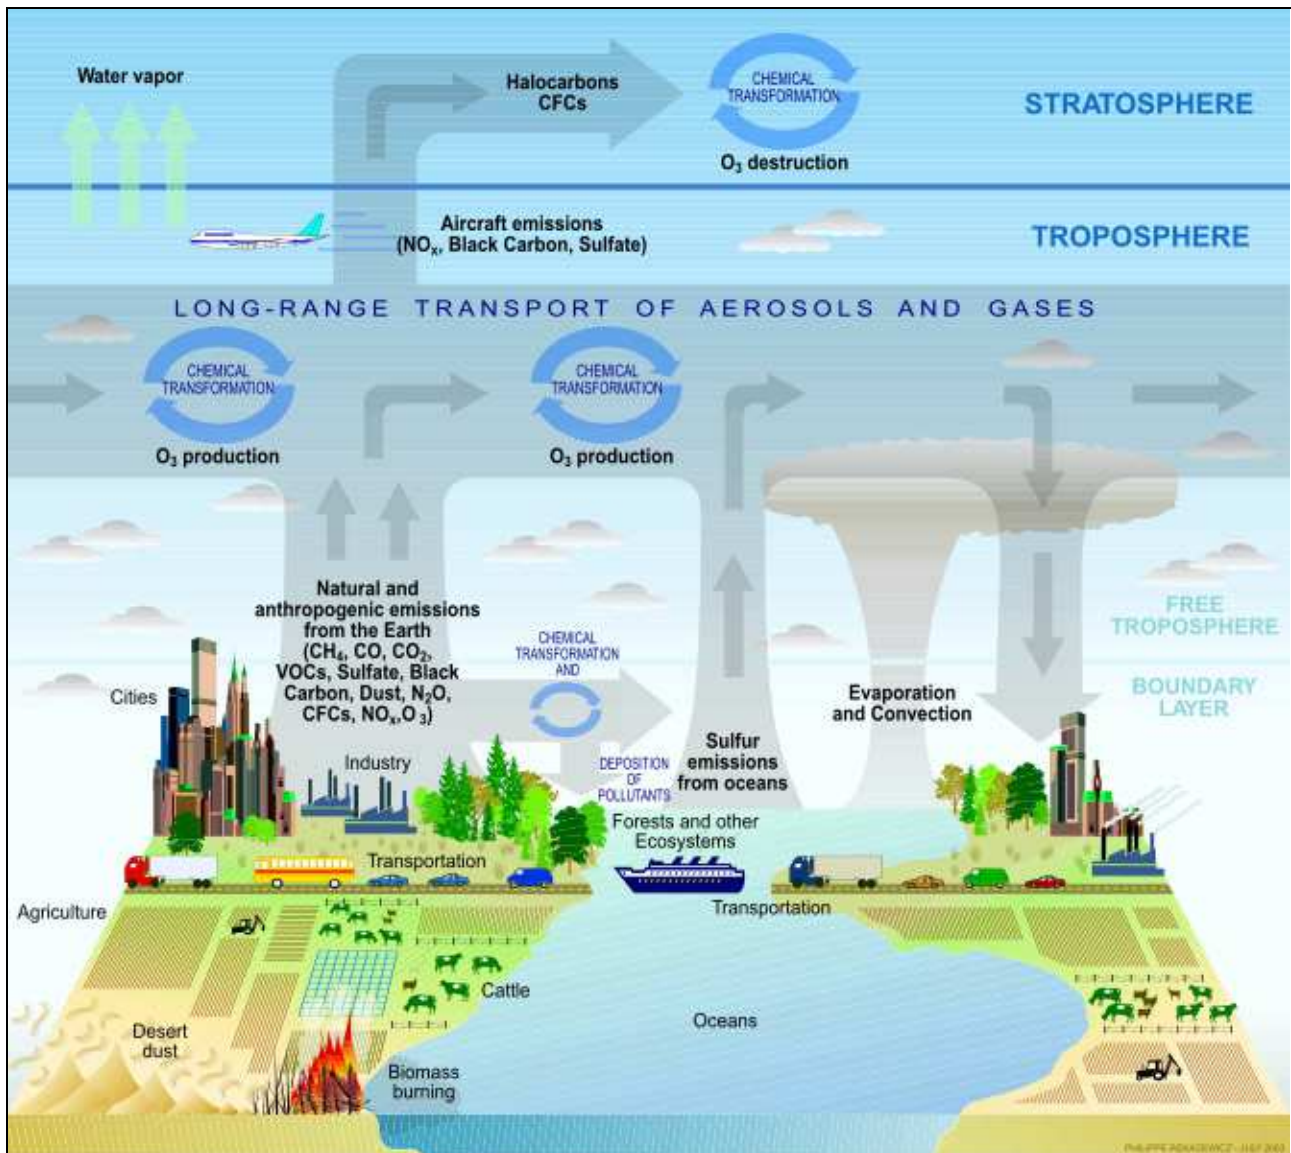 Water vapor
Halocarbons
CFCs
CHEMICAL
TRANSFORMATION
O₃ destruction
STRATOSPHERE
Aircraft emissions
(NOₓ, Black Carbon, Sulfate)
TROPOSPHERE
LONG-RANGE TRANSPORT OF AEROSOLS AND GASES
CHEMICAL
TRANSFORMATION
O₃ production
CHEMICAL
TRANSFORMATION
O₃ production
Natural and
anthropogenic emissions
from the Earth
(CH₄, CO, CO₂,
VOCs, Sulfate, Black
Carbon, Dust, N₂O,
CFCs, NOₓ,O₃)
CHEMICAL
TRANSFORMATION
AND
DEPOSITION
OF
POLLUTANTS
FREE
TROPOSPHERE
BOUNDARY
LAYER
Cities
Industry
Sulfur
emissions
from oceans
Evaporation
and Convection
Forests and other
Ecosystems
Transportation
Transportation
Agriculture
Cattle
Oceans
Desert
dust
Biomass
burning
PHILIPPE REKACEWICZ - JULY 2003